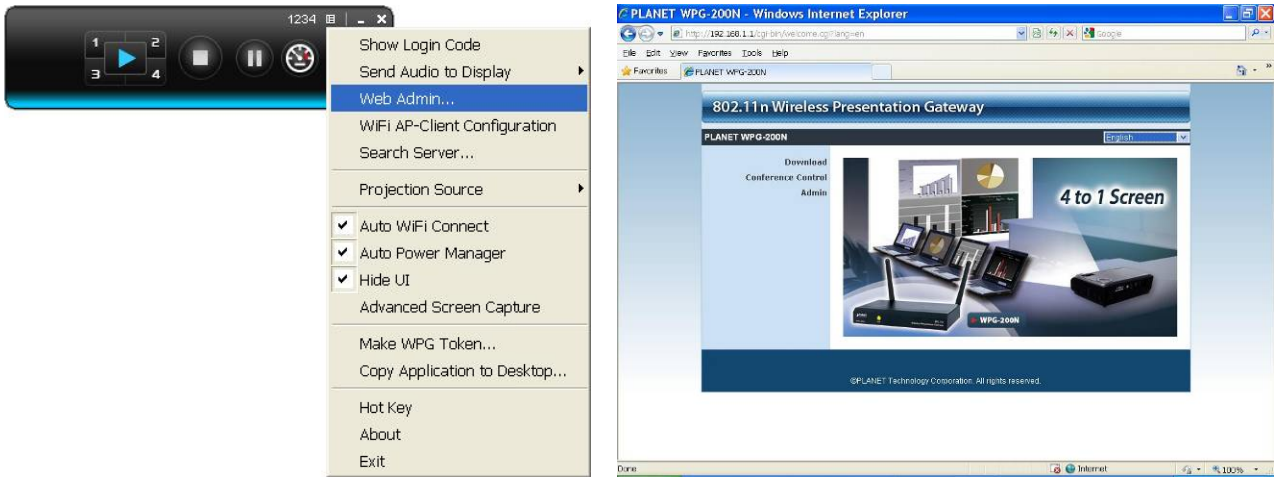 1234
1 2
3 4
Show Login Code
Send Audio to Display
Web Admin...
WiFi AP-Client Configuration
Search Server...
Projection Source
Auto WiFi Connect
Auto Power Manager
Hide UI
Advanced Screen Capture
Make WPG Token...
Copy Application to Desktop...
Hot Key
About
Exit
PLANET WPG-200N - Windows Internet Explorer
http://192.168.1.1/cgi-bin/welcome.cgi?lang=en
Google
File Edit View Favorites Tools Help
Favorites PLANET WPG-200N
802.11n Wireless Presentation Gateway
PLANET WPG-200N English
Download
Conference Control
Admin
4 to 1 Screen
WPG-200N
©PLANET Technology Corporation. All rights reserved.
Done Internet 100%